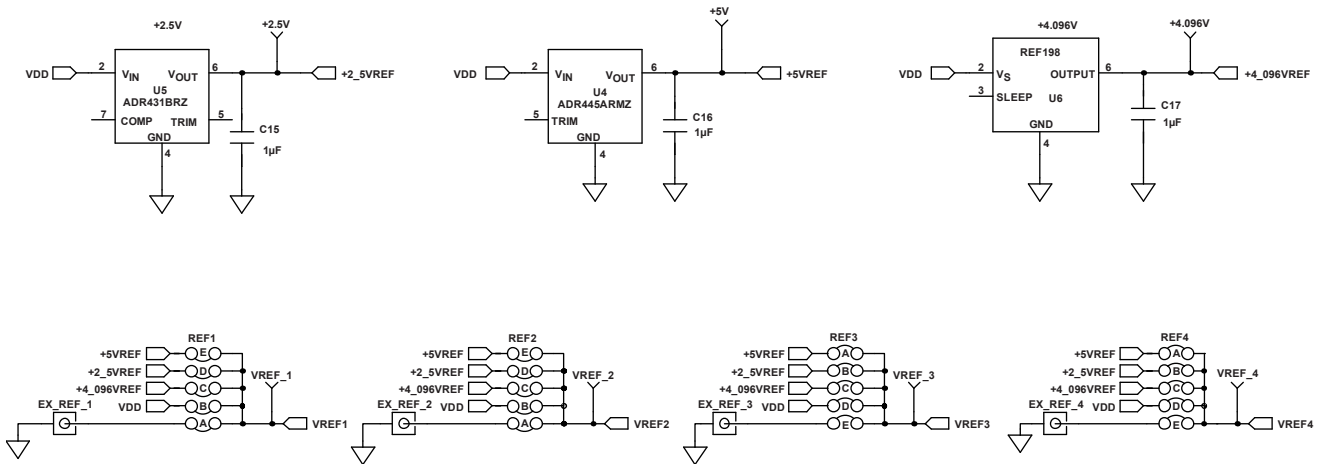 +2.5V
+2.5V
VDD
2
VIN
VOUT
6
+2_5VREF
U5
ADR431BRZ
7
COMP
TRIM
5
GND
4
C15
1µF
+5V
VDD
2
VIN
VOUT
6
+5VREF
U4
ADR445ARMZ
5
TRIM
GND
4
C16
1µF
+4.096V
+4.096V
REF198
VDD
2
VS
OUTPUT
6
+4_096VREF
3
SLEEP
U6
GND
4
C17
1µF
REF1
+5VREF
E
+2_5VREF
D
VREF_1
+4_096VREF
C
EX_REF_1
VDD
B
A
VREF1
REF2
+5VREF
E
+2_5VREF
D
VREF_2
+4_096VREF
C
EX_REF_2
VDD
B
A
VREF2
REF3
+5VREF
A
+2_5VREF
B
VREF_3
+4_096VREF
C
EX_REF_3
VDD
D
E
VREF3
REF4
+5VREF
A
+2_5VREF
B
VREF_4
+4_096VREF
C
EX_REF_4
VDD
D
E
VREF4